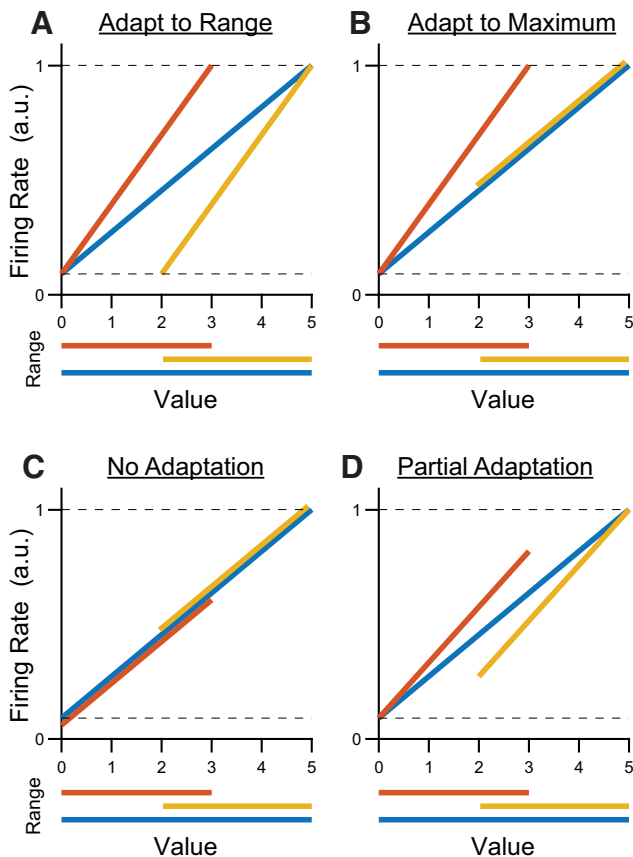 A Adapt to Range
1
Firing Rate (a.u.)
0
0 1 2 3 4 5
Range
Value
B Adapt to Maximum
1
0
0 1 2 3 4 5
Value
C No Adaptation
1
Firing Rate (a.u.)
0
0 1 2 3 4 5
Range
Value
D Partial Adaptation
1
0
0 1 2 3 4 5
Value